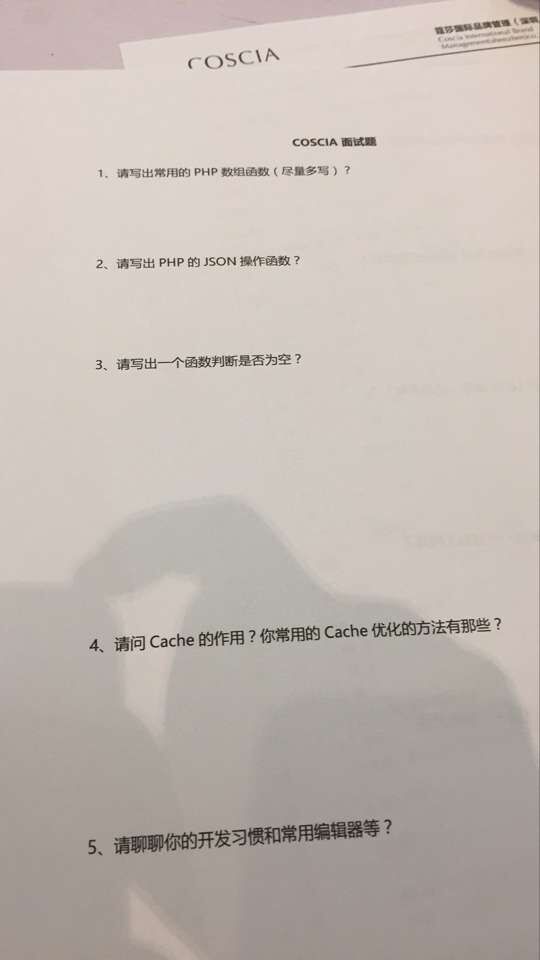 COSCIA
蔻莎国际品牌管理（深圳
Coscia International Brand
COSCIA 面试题
1、请写出常用的 PHP 数组函数（尽量多写）？
2、请写出 PHP 的 JSON 操作函数？
3、请写出一个函数判断是否为空？
4、请问 Cache 的作用？你常用的 Cache 优化的方法有那些？
5、请聊聊你的开发习惯和常用编辑器等？